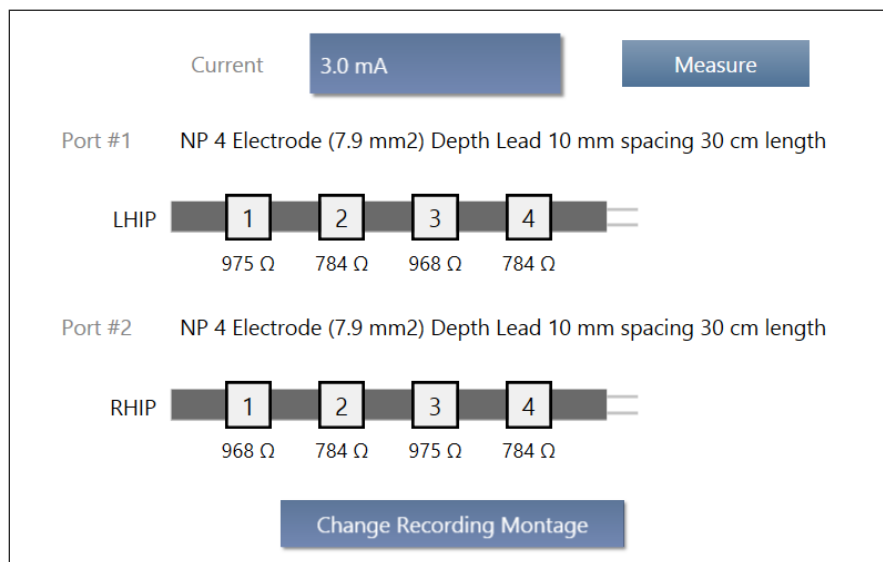 Current 3.0 mA Measure
Port #1 NP 4 Electrode (7.9 mm2) Depth Lead 10 mm spacing 30 cm length
LHIP 1 2 3 4
975 Ω 784 Ω 968 Ω 784 Ω
Port #2 NP 4 Electrode (7.9 mm2) Depth Lead 10 mm spacing 30 cm length
RHIP 1 2 3 4
968 Ω 784 Ω 975 Ω 784 Ω
Change Recording Montage